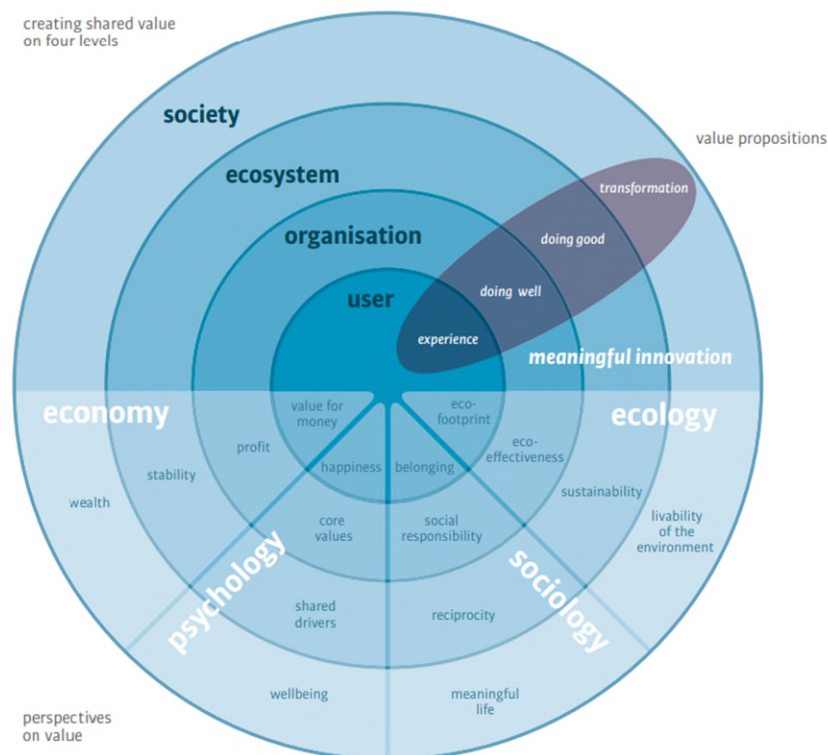 creating shared value
on four levels
society
value propositions
ecosystem
transformation
organisation
doing good
user
doing well
experience
meaningful innovation
economy
ecology
value for
money
eco-
footprint
profit
eco-
effectiveness
happiness
belonging
stability
sustainability
wealth
core
values
social
responsibility
livability
of the
environment
psychology
sociology
shared
drivers
reciprocity
wellbeing
meaningful
life
perspectives
on value